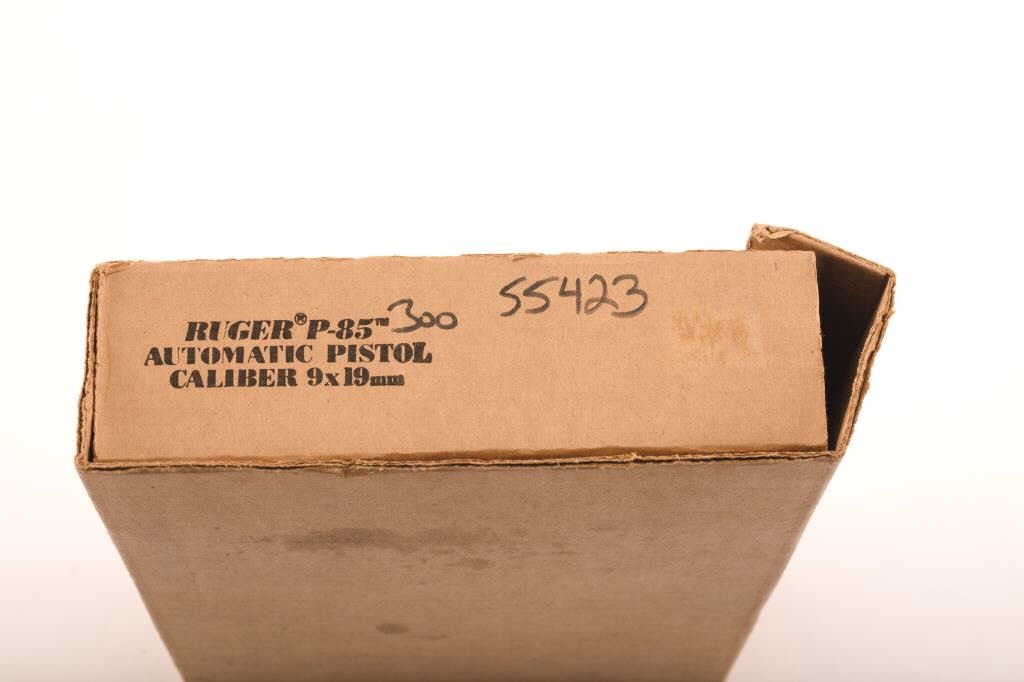 RUGER® P-85™ 300
AUTOMATIC PISTOL
CALIBER 9x19mm
55423